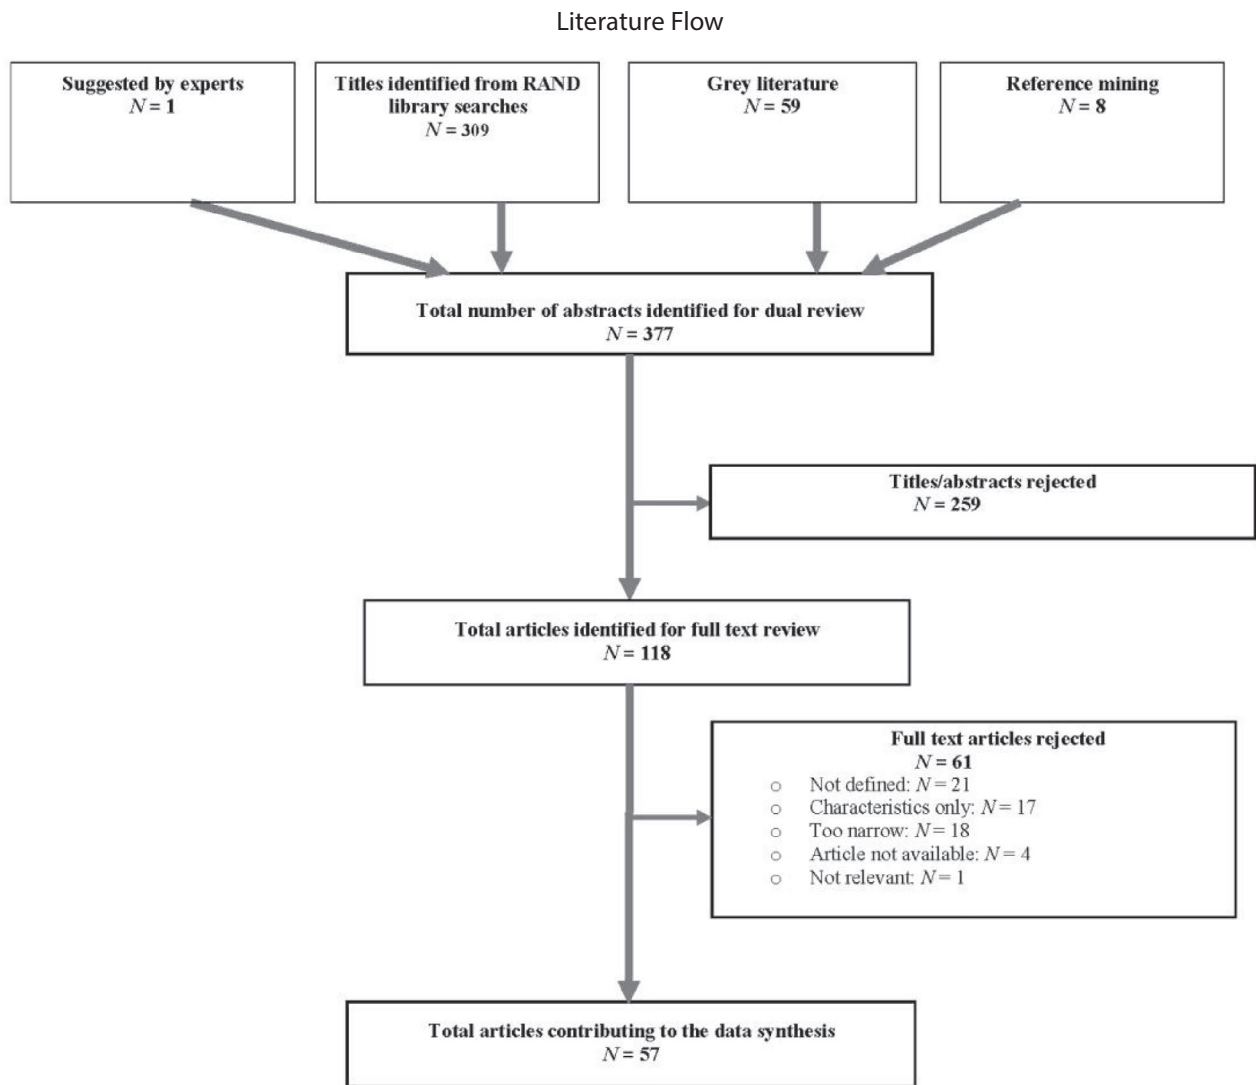 Literature Flow
Suggested by experts
N = 1
Titles identified from RAND
library searches
N = 309
Grey literature
N = 59
Reference mining
N = 8
Total number of abstracts identified for dual review
N = 377
Titles/abstracts rejected
N = 259
Total articles identified for full text review
N = 118
Full text articles rejected
N = 61
o Not defined: N = 21
o Characteristics only: N = 17
o Too narrow: N = 18
o Article not available: N = 4
o Not relevant: N = 1
Total articles contributing to the data synthesis
N = 57